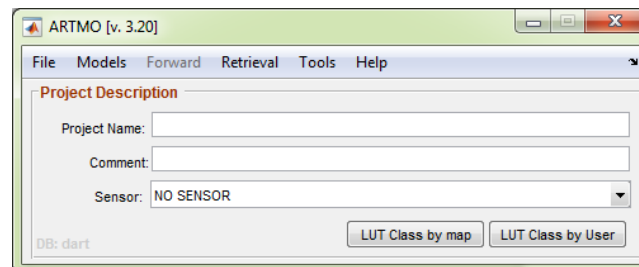 ARTMO [v. 3.20]
File Models Forward Retrieval Tools Help
Project Description
Project Name:
Comment:
Sensor: NO SENSOR
DB: dart LUT Class by map LUT Class by User